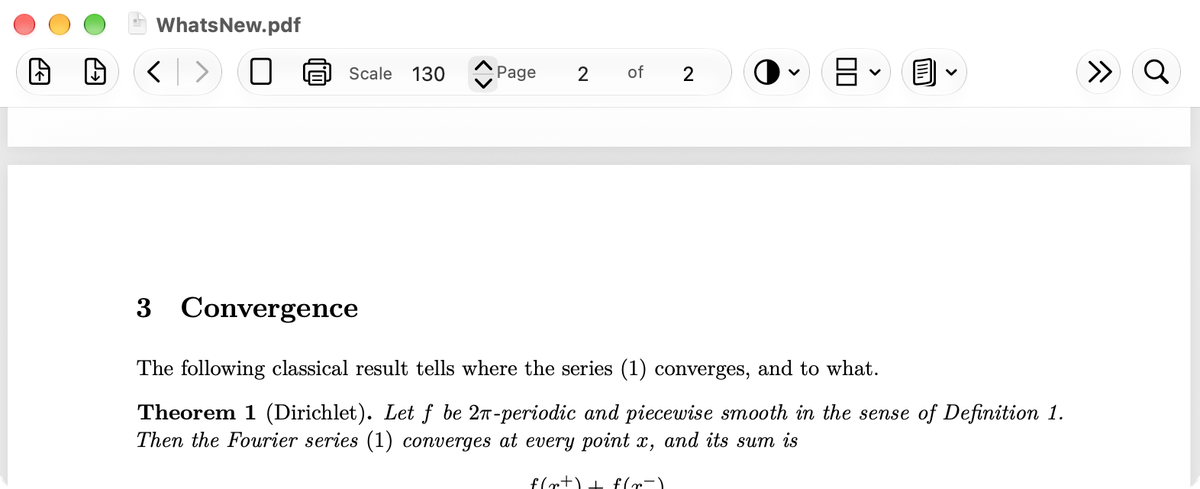 WhatsNew.pdf
Scale 130 Page 2 of 2
3 Convergence
The following classical result tells where the series (1) converges, and to what.
Theorem 1 (Dirichlet). Let f be 2π-periodic and piecewise smooth in the sense of Definition 1.
Then the Fourier series (1) converges at every point x, and its sum is
f(x⁺) + f(x⁻)